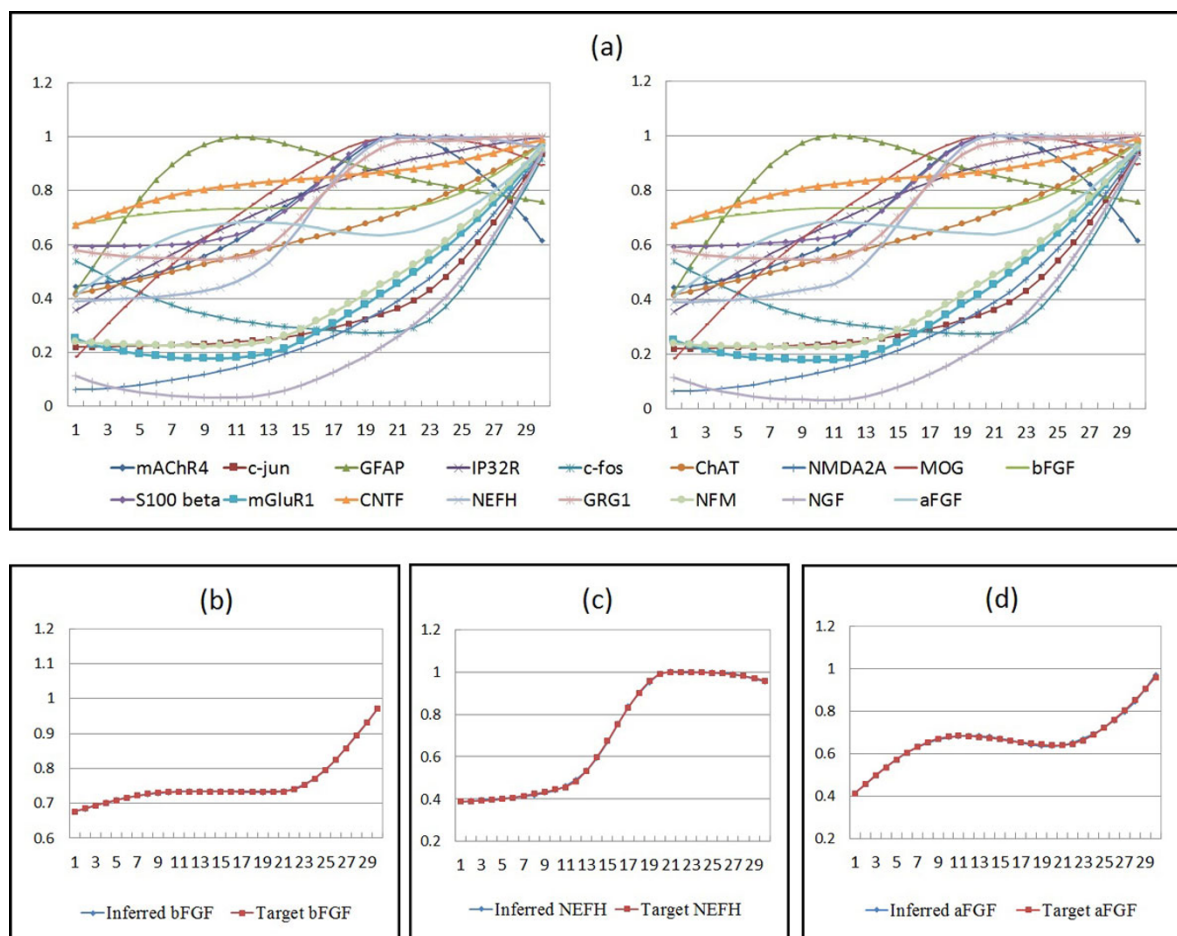 (a)
1.2 1.2
1 1
0.8 0.8
0.6 0.6
0.4 0.4
0.2 0.2
0 0
1 3 5 7 9 11 13 15 17 19 21 23 25 27 29 1 3 5 7 9 11 13 15 17 19 21 23 25 27 29
mAChR4 c-jun GFAP IP32R c-fos ChAT NMDA2A MOG bFGF
S100 beta mGluR1 CNTF NEFH GRG1 NFM NGF aFGF
(b)
1.2
1.1
1
0.9
0.8
0.7
0.6
1 3 5 7 9 11 13 15 17 19 21 23 25 27 29
Inferred bFGF Target bFGF
(c)
1.2
1
0.8
0.6
0.4
0.2
1 3 5 7 9 11 13 15 17 19 21 23 25 27 29
Inferred NEFH Target NEFH
(d)
1.2
1
0.8
0.6
0.4
0.2
1 3 5 7 9 11 13 15 17 19 21 23 25 27 29
Inferred aFGF Target aFGF